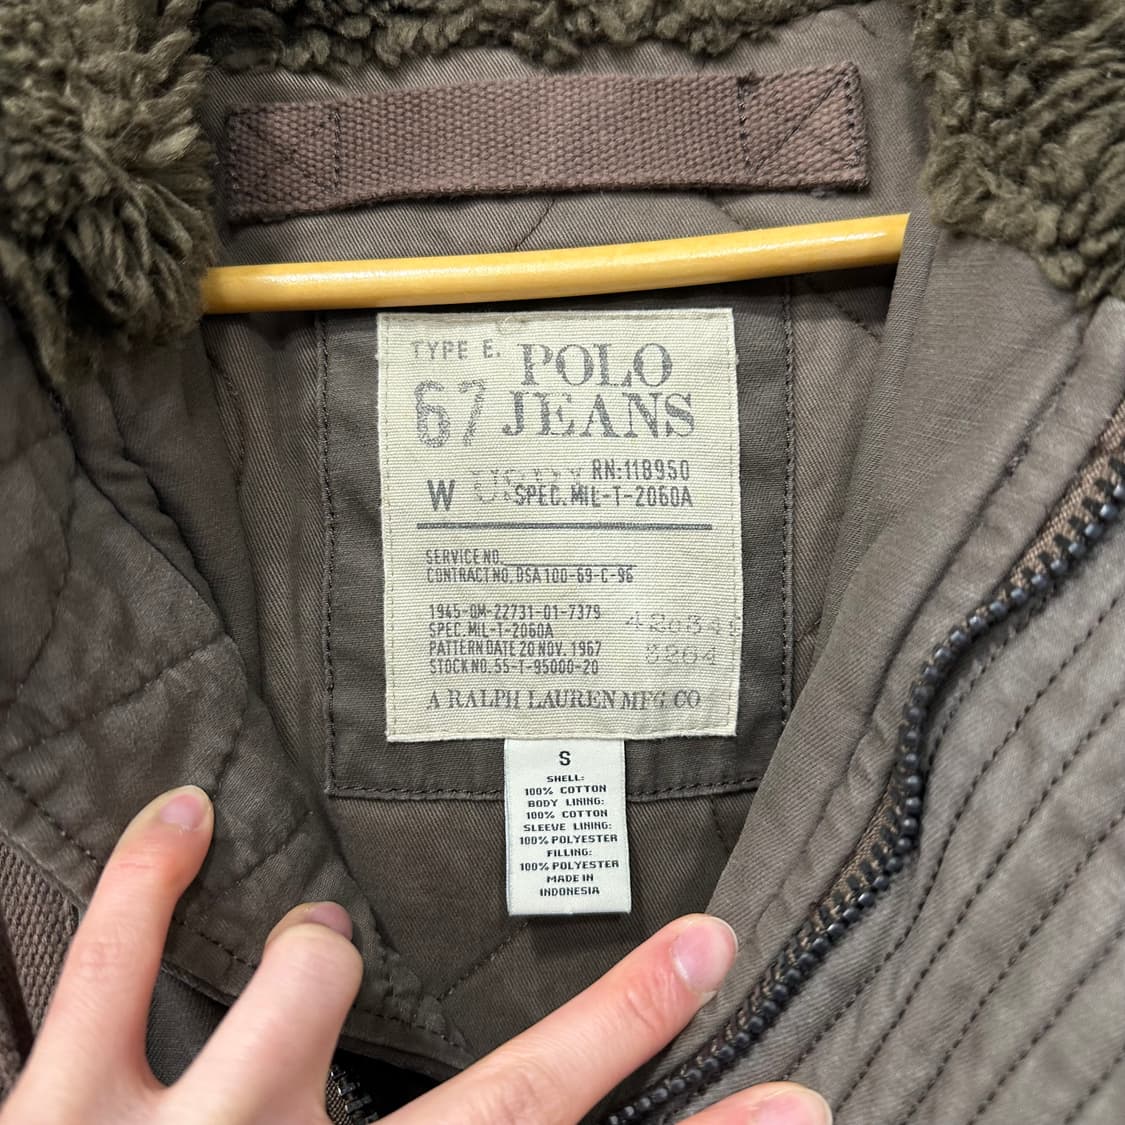 TYPE E.
POLO
JEANS
67
RN:118950
W
SPEC. MIL-T-2060A
SERVICE NO.
CONTRACT NO. DSA 100-69-C-96
1945-OM-22731-01-7379
SPEC. MIL-T-2060A
PATTERN DATE 20 NOV. 1967
STOCK NO. 55-T-95000-20
3204
A RALPH LAUREN MFG. CO
S
SHELL:
100% COTTON
BODY LINING:
100% COTTON
SLEEVE LINING:
100% POLYESTER
FILLING:
100% POLYESTER
MADE IN
INDONESIA